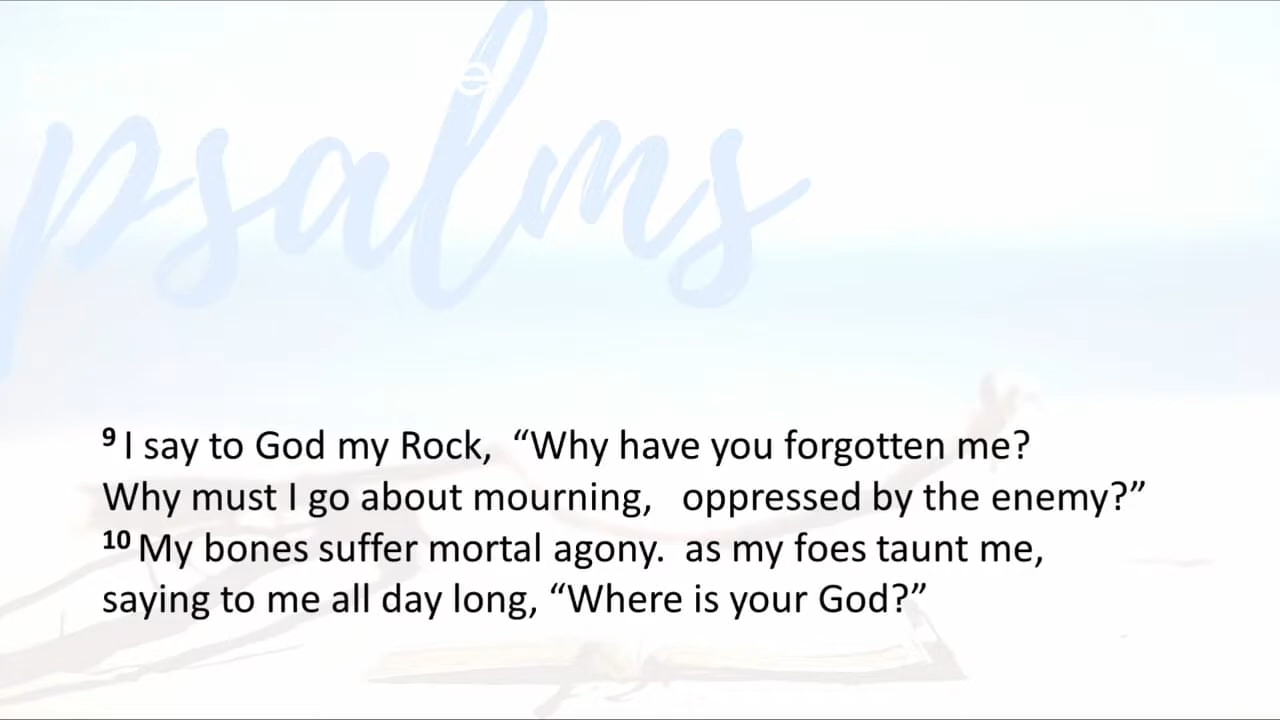 psalms
⁹ I say to God my Rock, “Why have you forgotten me?
Why must I go about mourning, oppressed by the enemy?”
¹⁰ My bones suffer mortal agony. as my foes taunt me,
saying to me all day long, “Where is your God?”